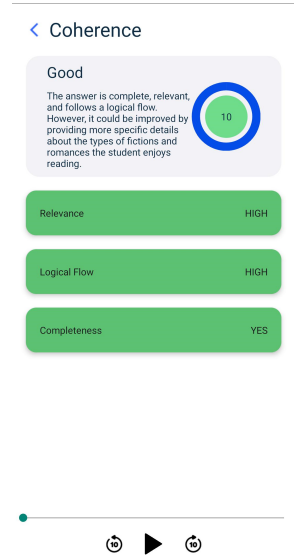 Coherence
Good
The answer is complete, relevant,
and follows a logical flow.
However, it could be improved by
providing more specific details
about the types of fictions and
romances the student enjoys
reading.
10
Relevance HIGH
Logical Flow HIGH
Completeness YES
10 10